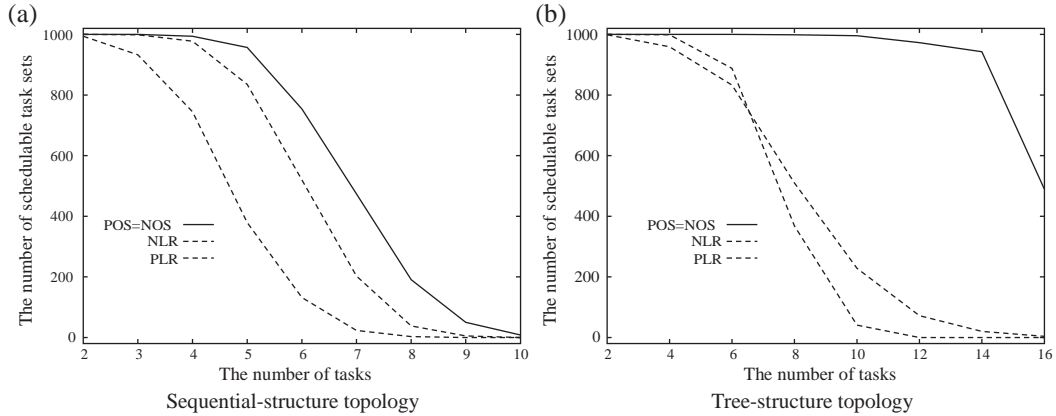 (a)
The number of schedulable task sets
1000
800
600
400
200
0
POS=NOS
NLR
PLR
2 3 4 5 6 7 8 9 10
The number of tasks
Sequential-structure topology
(b)
The number of schedulable task sets
1000
800
600
400
200
0
POS=NOS
NLR
PLR
2 4 6 8 10 12 14 16
The number of tasks
Tree-structure topology